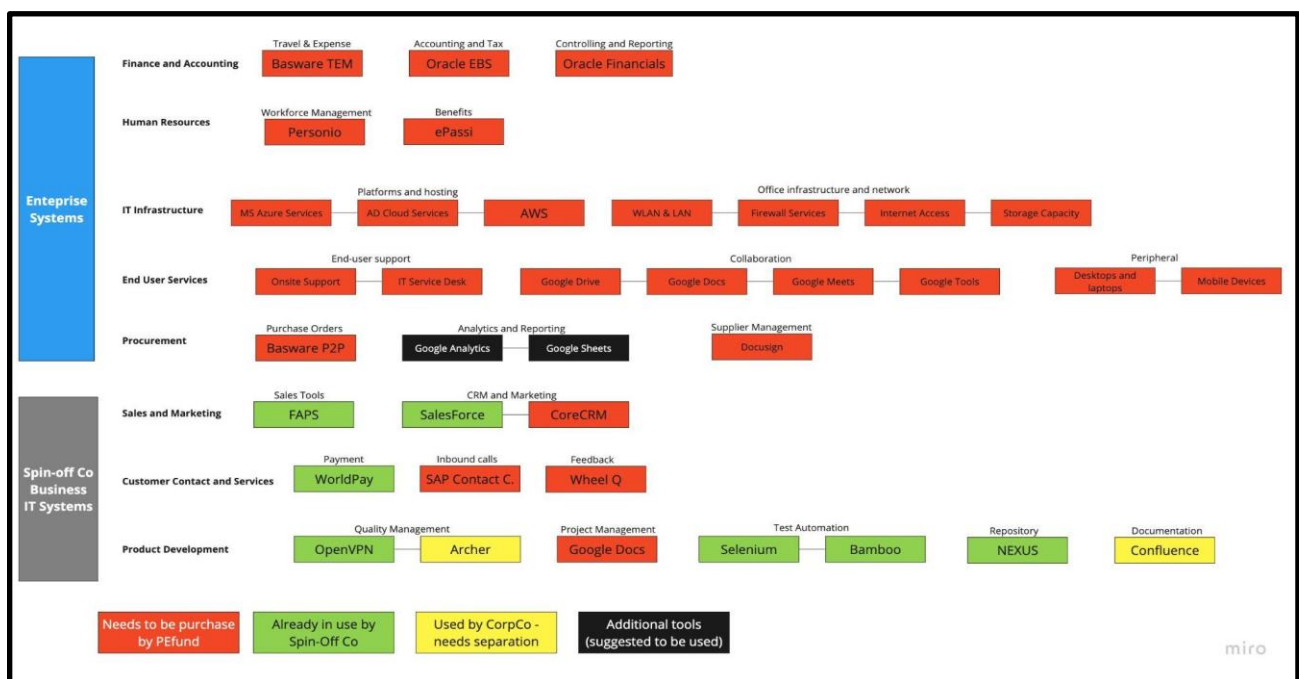 Travel & Expense
Accounting and Tax
Controlling and Reporting
Finance and Accounting
Basware TEM
Oracle EBS
Oracle Financials
Workforce Management
Benefits
Human Resources
Personio
ePassi
Enteprise
Systems
Platforms and hosting
Office infrastructure and network
IT Infrastructure
MS Azure Services
AD Cloud Services
AWS
WLAN & LAN
Firewall Services
Internet Access
Storage Capacity
End-user support
Collaboration
Peripheral
End User Services
Onsite Support
IT Service Desk
Google Drive
Google Docs
Google Meets
Google Tools
Desktops and
laptops
Mobile Devices
Purchase Orders
Analytics and Reporting
Supplier Management
Procurement
Basware P2P
Google Analytics
Google Sheets
Docusign
Sales Tools
CRM and Marketing
Sales and Marketing
FAPS
SalesForce
CoreCRM
Spin-off Co
Business
IT Systems
Payment
Inbound calls
Feedback
Customer Contact and Services
WorldPay
SAP Contact C.
Wheel Q
Quality Management
Project Management
Test Automation
Repository
Documentation
Product Development
OpenVPN
Archer
Google Docs
Selenium
Bamboo
NEXUS
Confluence
Needs to be purchase
by PEfund
Already in use by
Spin-Off Co
Used by CorpCo -
needs separation
Additional tools
(suggested to be used)
miro